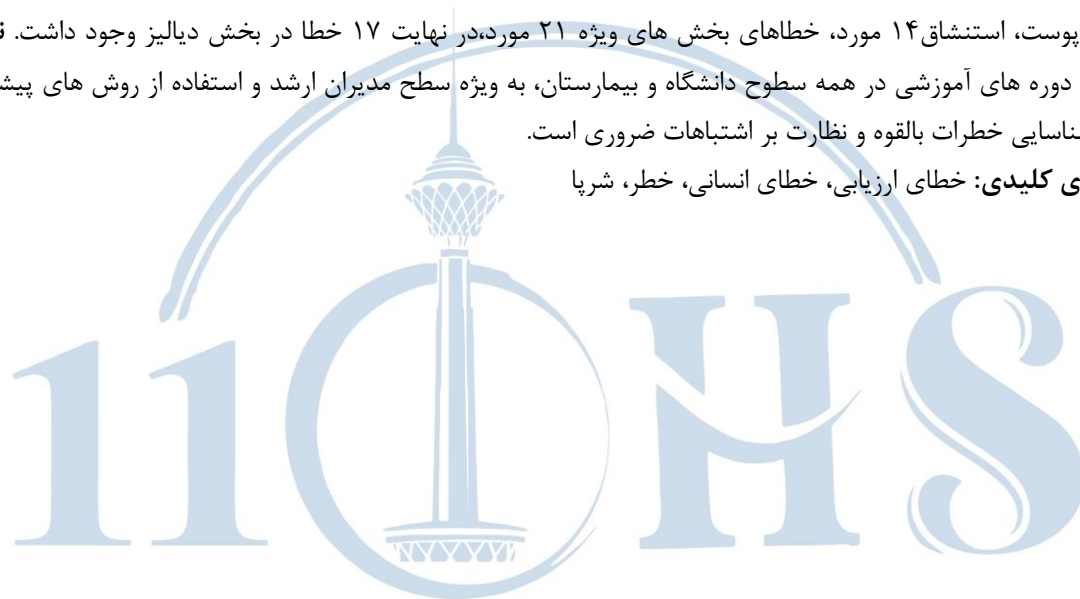 پوست، استنشاق۱۴ مورد، خطاهای بخش های ویژه ۲۱ مورد،در نهایت ۱۷ خطا در بخش دیالیز وجود داشت.
دوره های آموزشی در همه سطوح دانشگاه و بیمارستان، به ویژه سطح مدیران ارشد و استفاده از روش های
خطرات بالقوه و نظارت بر اشتباهات ضروری است.
کلیدی: خطای ارزیابی، خطای انسانی، خطر، شرپا
11 OHS